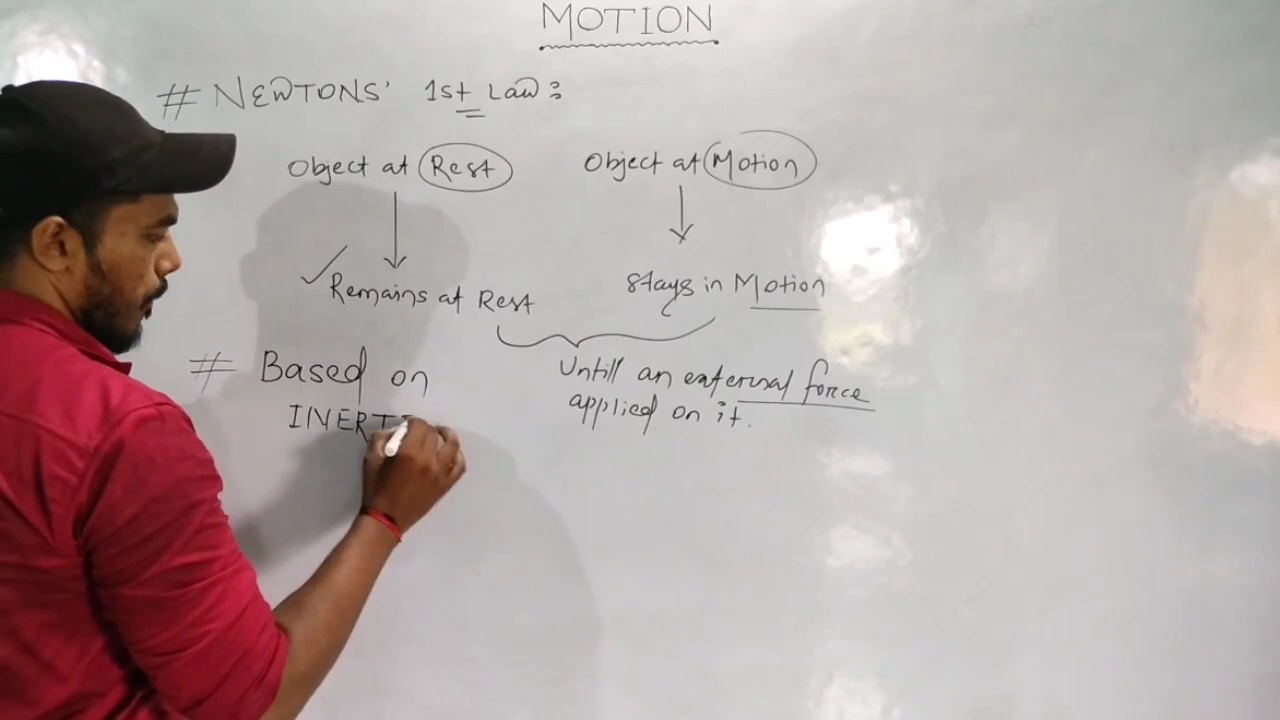 MOTION
# NEWTONS' 1st Law:
Object at Rest
Object at Motion
Remains at Rest
stays in Motion
# Based on
INERTI
Untill an external force
applied on it.